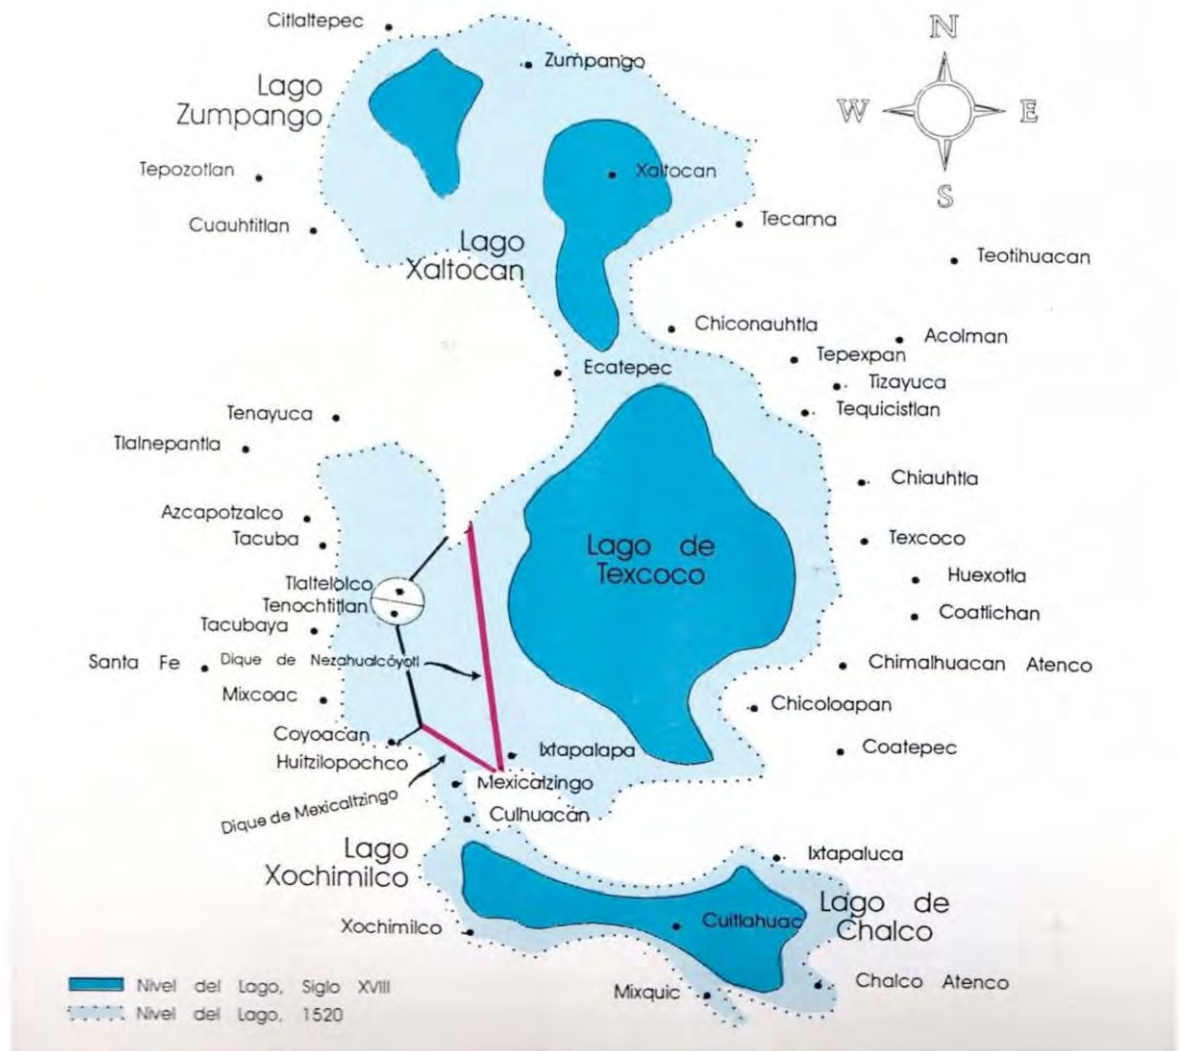 Citlaltepec
N
Zumpango
Lago
Zumpango
W
E
Tepozotlan
Xaltocan
S
Cuauhtitlan
Tecama
Lago
Xaltocan
Teotihuacan
Chiconauhtla
Acolman
Tepexpan
Ecatepec
Tizayuca
Tenayuca
Tequicistlan
Tlalnepantla
Chiauhtla
Azcapotzalco
Tacuba
Lago de
Texcoco
Texcoco
Tlaltelolco
Huexotla
Tenochtitlan
Coatlichan
Tacubaya
Santa Fe
Dique de Nezahualcóyotl
Chimalhuacan Atenco
Mixcoac
Chicoloapan
Coyoacan
Ixtapalapa
Coatepec
Huitzilopochco
Mexicalzingo
Dique de Mexicaltzingo
Culhuacán
Lago
Xochimilco
Ixtapaluca
Lago de
Chalco
Xochimilco
Cuitlahuac
Nivel del Lago, Siglo XVIII
Mixquic
Chalco Atenco
Nivel del Lago, 1520